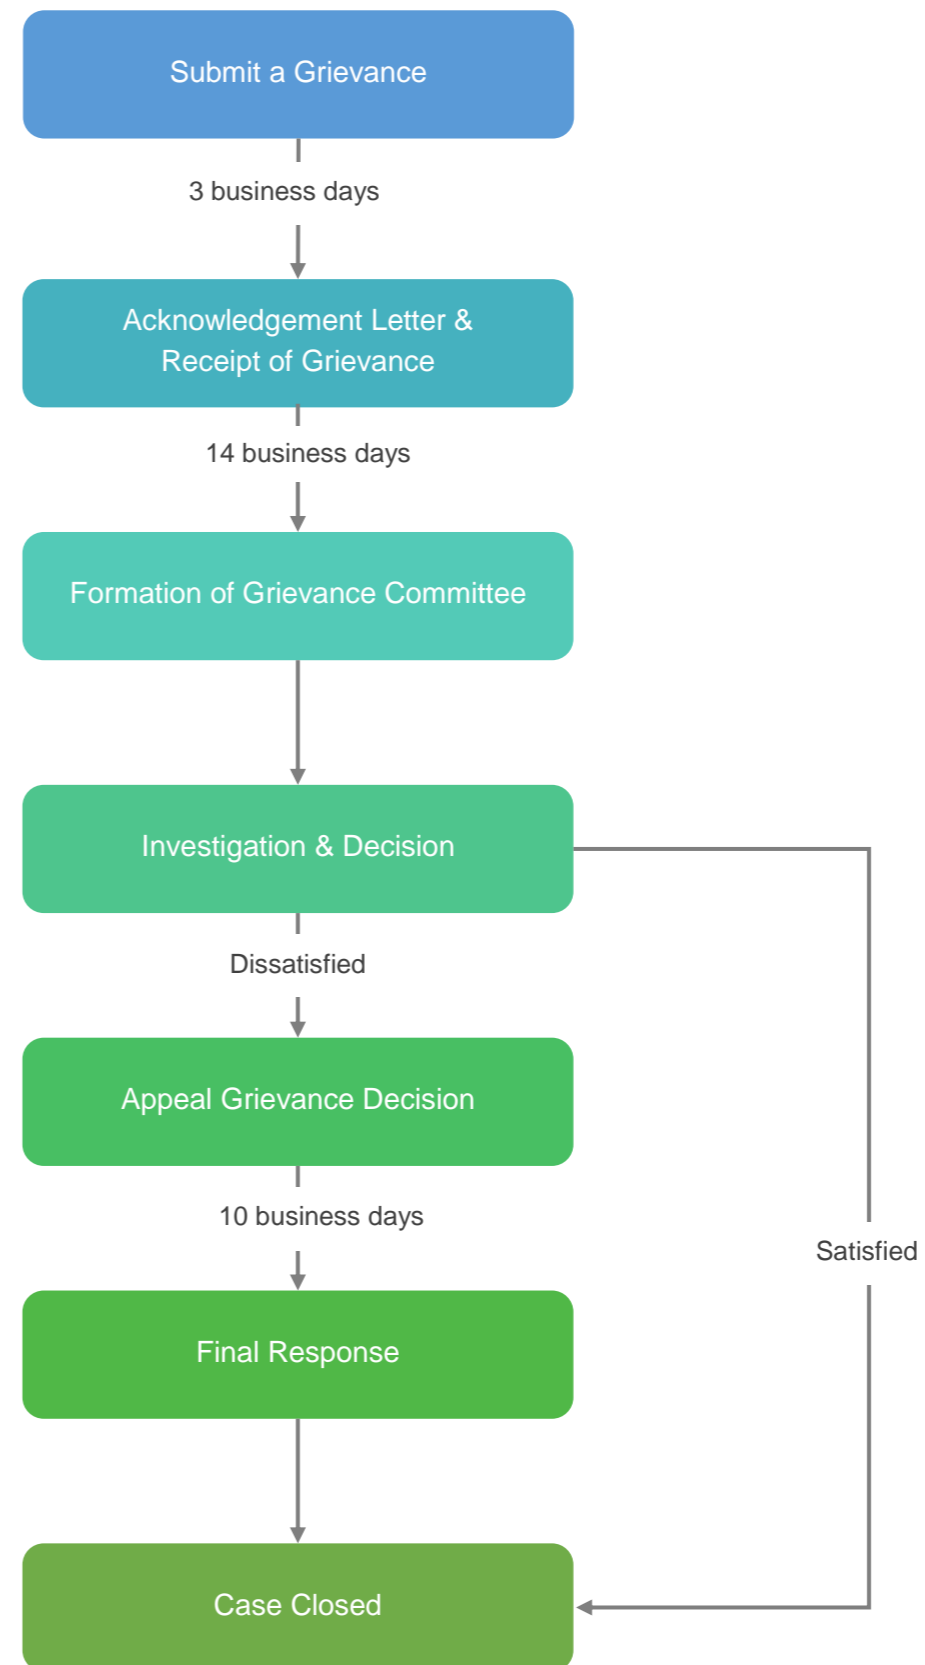 Submit a Grievance
3 business days
Acknowledgement Letter &
Receipt of Grievance
14 business days
Formation of Grievance Committee
Investigation & Decision
Dissatisfied
Appeal Grievance Decision
10 business days
Satisfied
Final Response
Case Closed